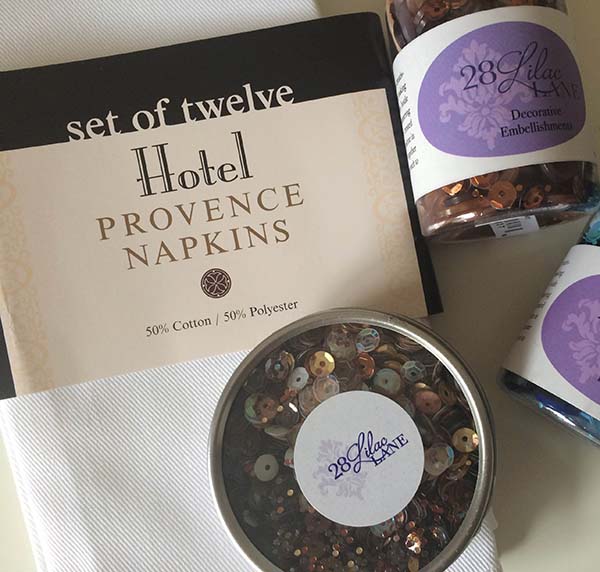 set of twelve
Hotel
PROVENCE
NAPKINS
50% Cotton / 50% Polyester
28 Lilac
LANE
Decorative
Embellishments
28 Lilac
LANE